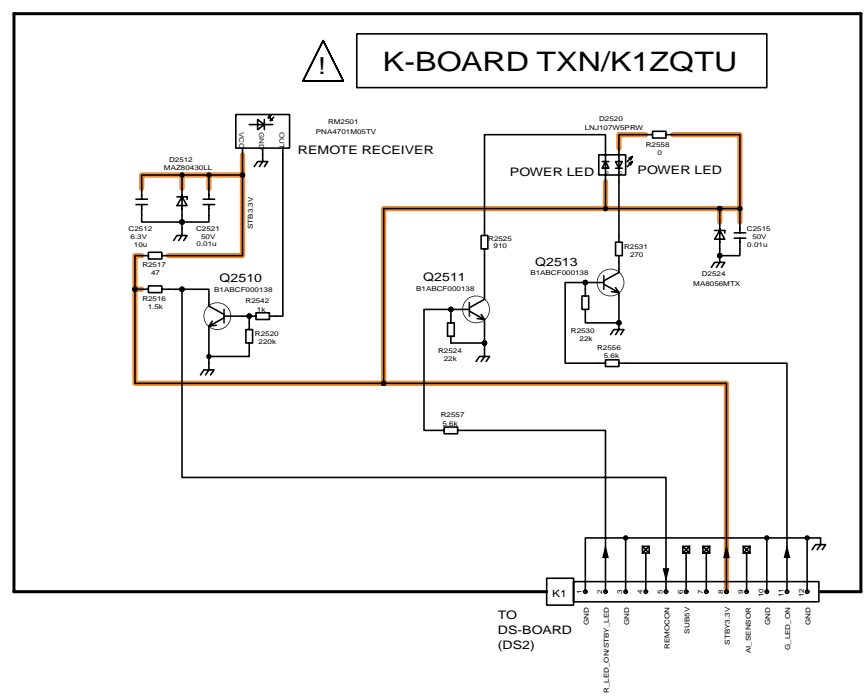 !
K-BOARD TXN/K1ZQTU
RM2501
PNA4701M05TV
REMOTE RECEIVER
VCC
GND
OUT
D2520
LNJ107W5PRW
R2558
0
POWER LED
POWER LED
D2512
MAZ80430LL
C2512
6.3V
10u
C2521
50V
0.01u
STB3.3V
R2517
47
R2516
1.5k
Q2510
B1ABCF000138
R2542
1k
R2520
220k
R2525
910
Q2511
B1ABCF000138
R2524
22k
Q2513
B1ABCF000138
R2531
270
R2530
22k
R2556
5.6k
C2515
50V
0.01u
D2524
MA8056MTX
R2557
5.6k
K1
1
2
3
4
5
6
7
8
9
10
11
12
TO
DS-BOARD
(DS2)
GND
R_LED_ON/STBY_LED
GND
REMOCON
SUB5V
STBY3.3V
AI_SENSOR
GND
G_LED_ON
GND